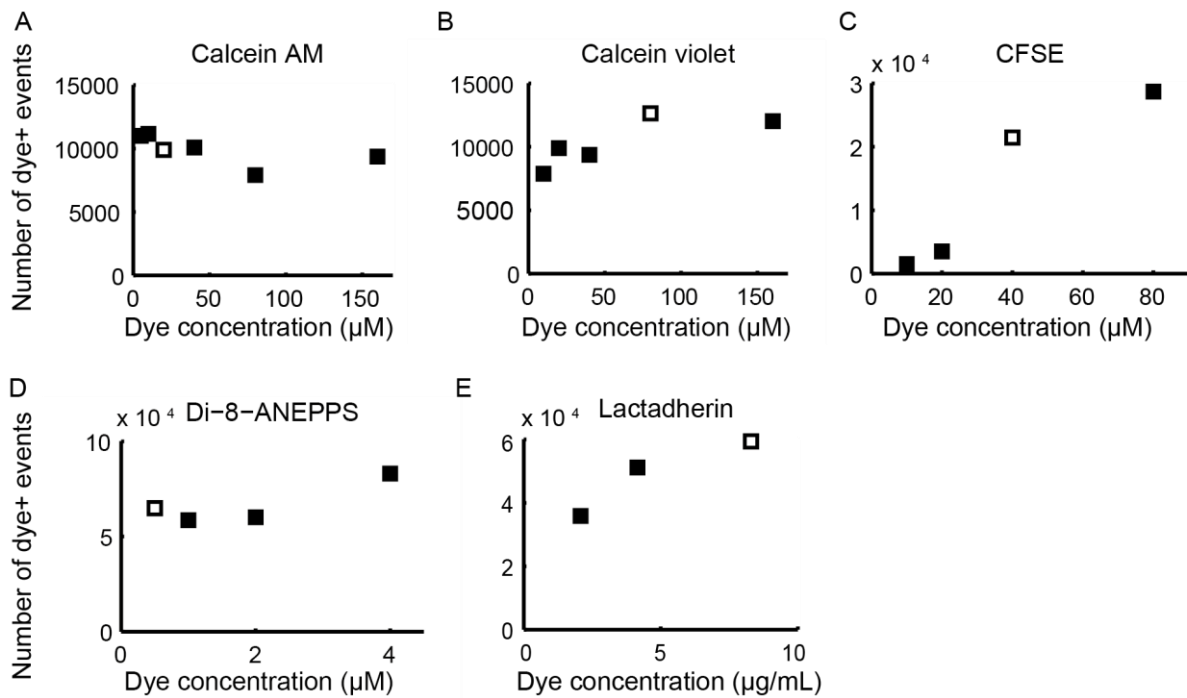 A
Calcein AM
Number of dye+ events
15000
10000
5000
0
0 50 100 150
Dye concentration (µM)
B
Calcein violet
15000
10000
5000
0
0 50 100 150
Dye concentration (µM)
C
CFSE
x 10 4
3
2
1
0
0 20 40 60 80
Dye concentration (µM)
D
x 10 4 Di−8−ANEPPS
Number of dye+ events
10
5
0
0 2 4
Dye concentration (µM)
E
Lactadherin
x 10 4
6
4
2
0
0 5 10
Dye concentration (µg/mL)